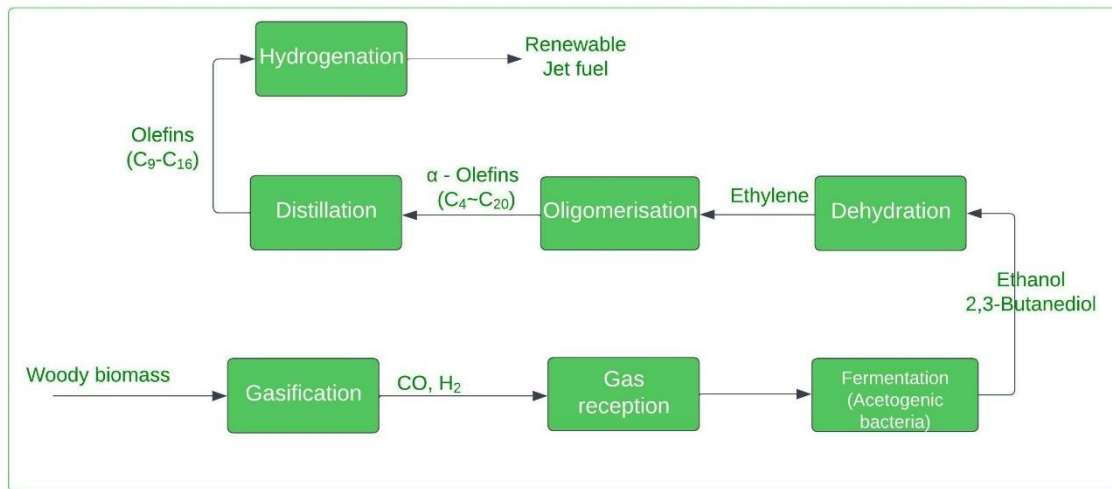 Hydrogenation
Renewable
Jet fuel
Olefins
(C₉-C₁₆)
Distillation
α - Olefins
(C₄~C₂₀)
Oligomerisation
Ethylene
Dehydration
Ethanol
2,3-Butanediol
Woody biomass
Gasification
CO, H₂
Gas
reception
Fermentation
(Acetogenic
bacteria)